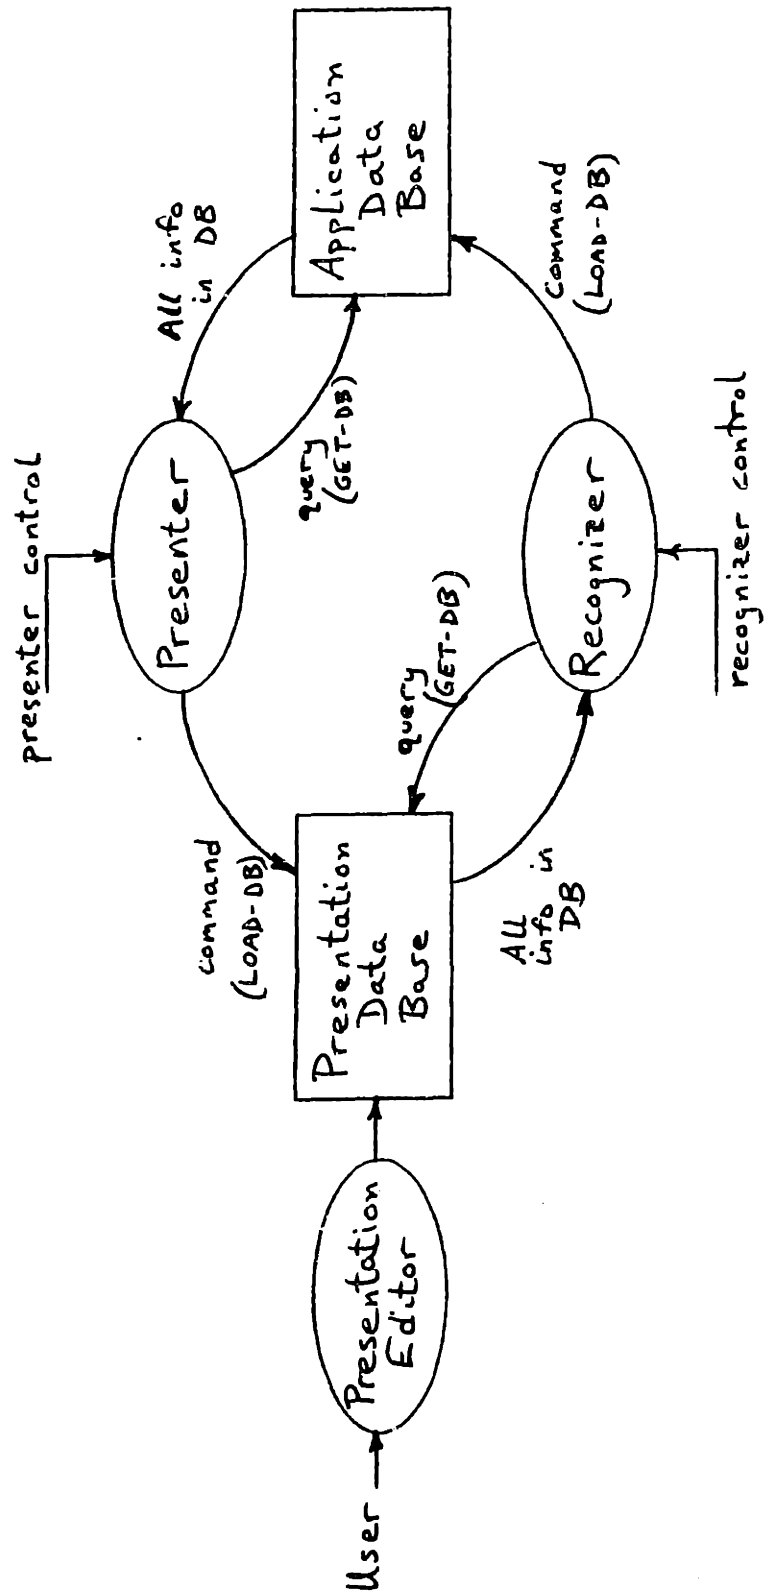 presenter control
Presenter
command
(LOAD-DB)
All info
in DB
query
(GET-DB)
User
Presentation
Editor
Presentation
Data
Base
Application
Data
Base
query
(GET-DB)
All
info in
DB
Recognizer
command
(LOAD-DB)
recognizer control